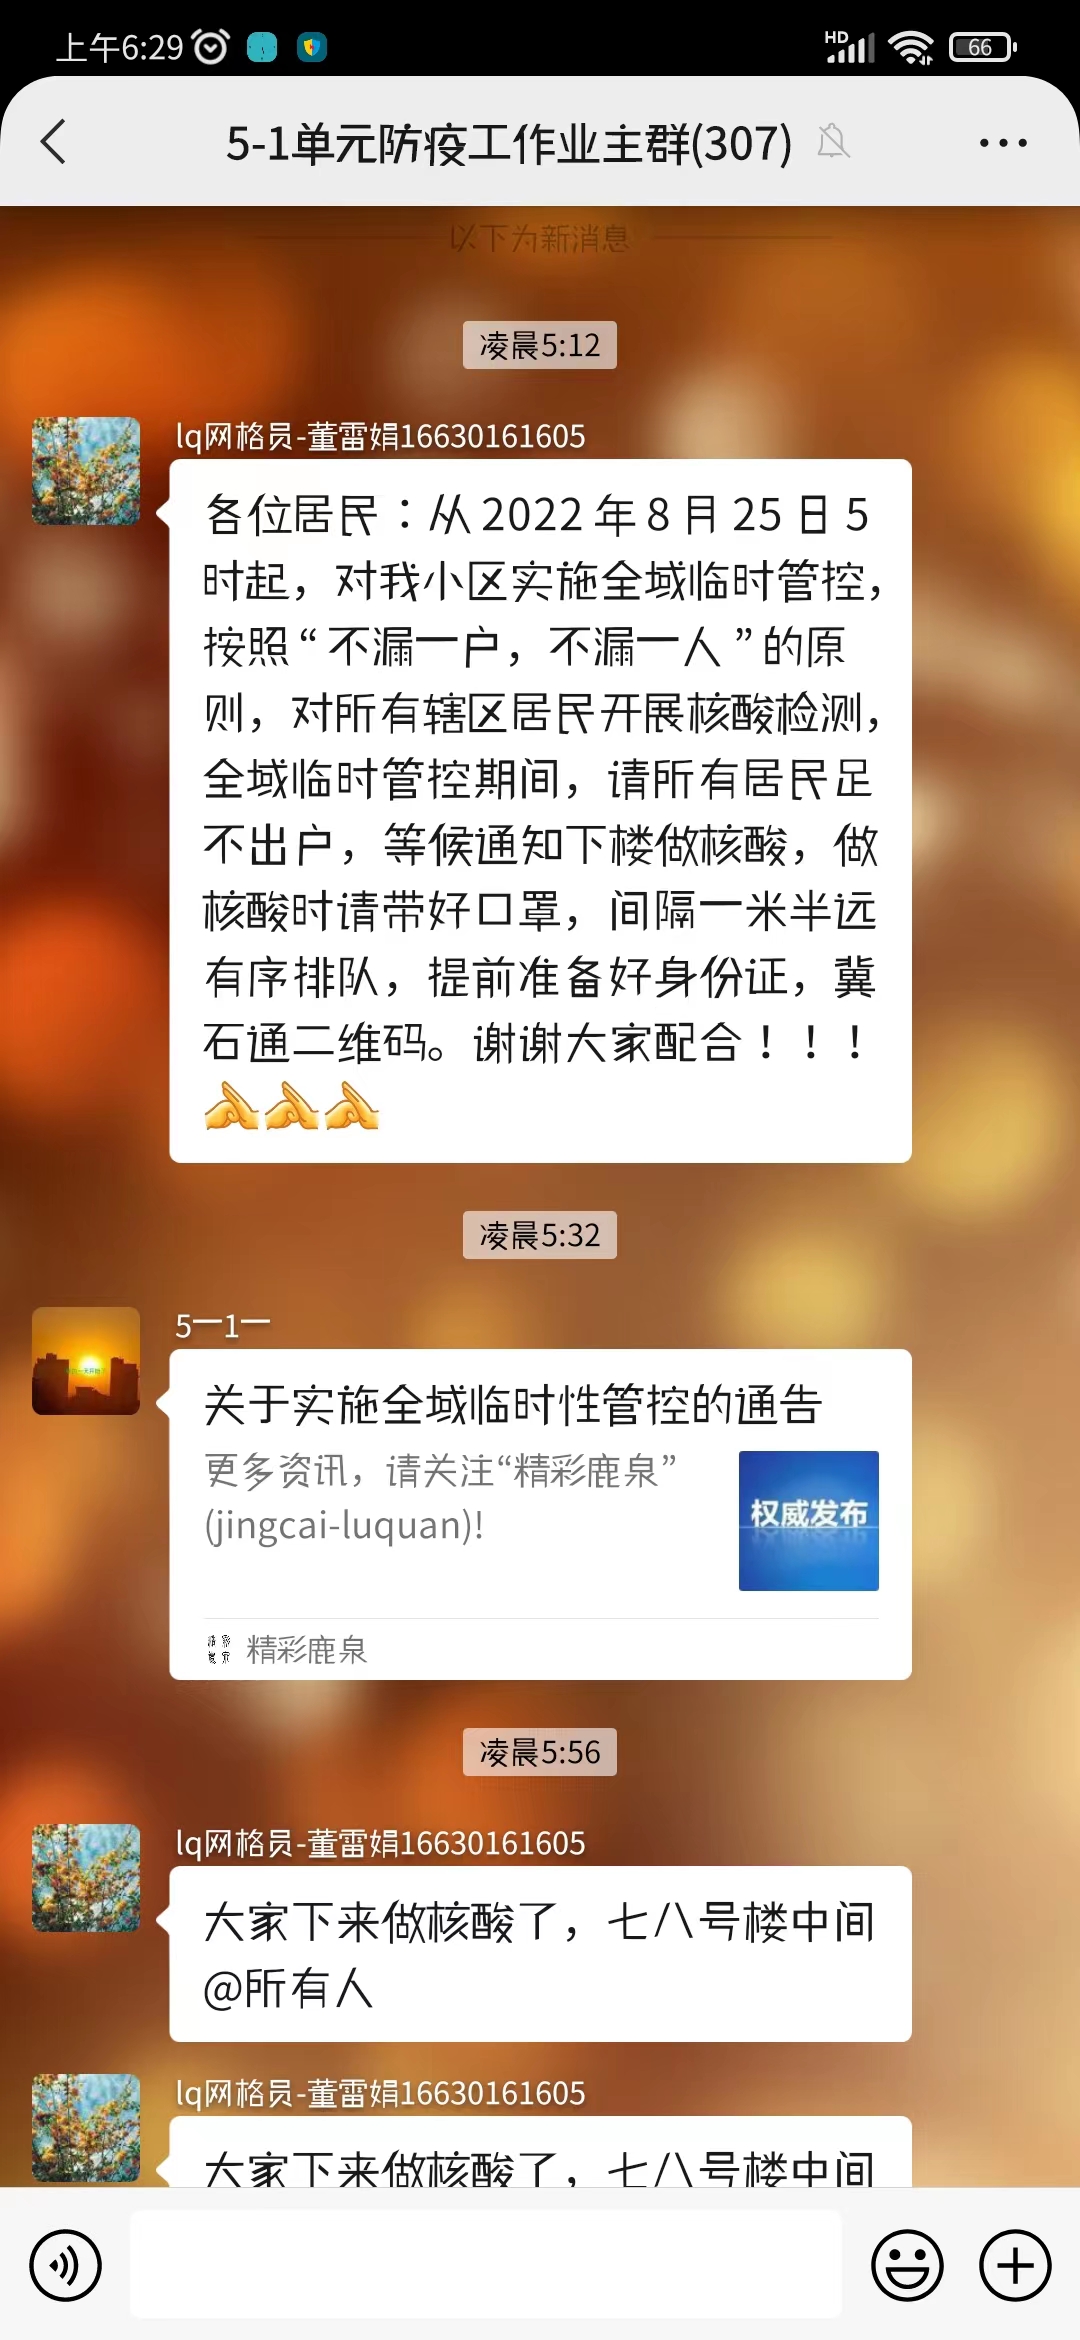 上午6:29
HD
66
5-1单元防疫工作业主群(307)
以下为新消息
凌晨5:12
lq网格员-董雷娟16630161605
各位居民：从2022年8月25日5
时起，对我小区实施全域临时管控，
按照“不漏一户，不漏一人”的原
则，对所有辖区居民开展核酸检测，
全域临时管控期间，请所有居民足
不出户，等候通知下楼做核酸，做
核酸时请带好口罩，间隔一米半远
有序排队，提前准备好身份证，冀
石通二维码。谢谢大家配合！！！
凌晨5:32
5一1一
关于实施全域临时性管控的通告
更多资讯，请关注“精彩鹿泉”
(jingcai-luquan)!
权威发布
精彩鹿泉
凌晨5:56
lq网格员-董雷娟16630161605
大家下来做核酸了，七八号楼中间
@所有人
lq网格员-董雷娟16630161605
大家下来做核酸了，七八号楼中间